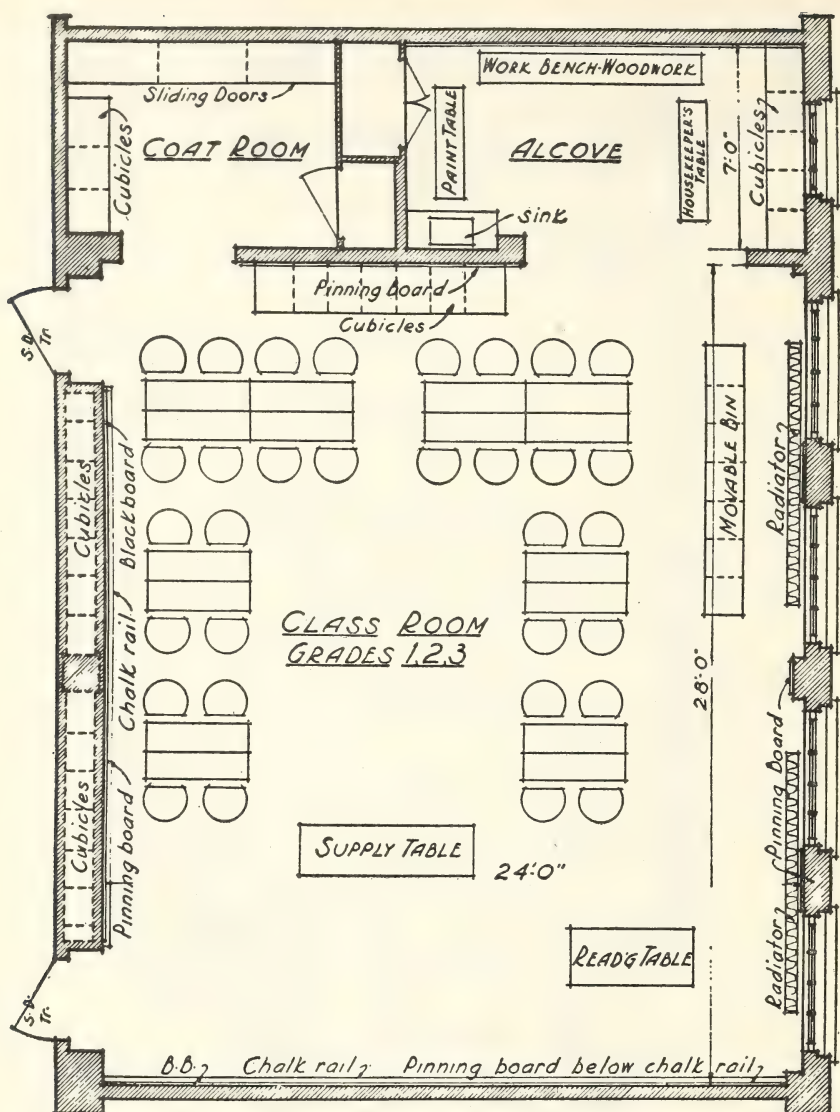 WORK BENCH-WOODWORK
Sliding Doors
Cubicles
COAT ROOM
PAINT TABLE
ALCOVE
HOUSEKEEPER'S
TABLE
7'-0"
Cubicles
sink
Pinning board
Cubicles
S.D.
Tr.
Cubicles
Blackboard
MOVABLE BIN
Radiator
Chalk rail
CLASS ROOM
GRADES 1,2,3
28'-0"
Pinning Board
Cubicles
Pinning board
SUPPLY TABLE
24'-0"
READ'G TABLE
Radiator
S.D.
Tr.
B.B. Chalk rail Pinning board below chalk rail